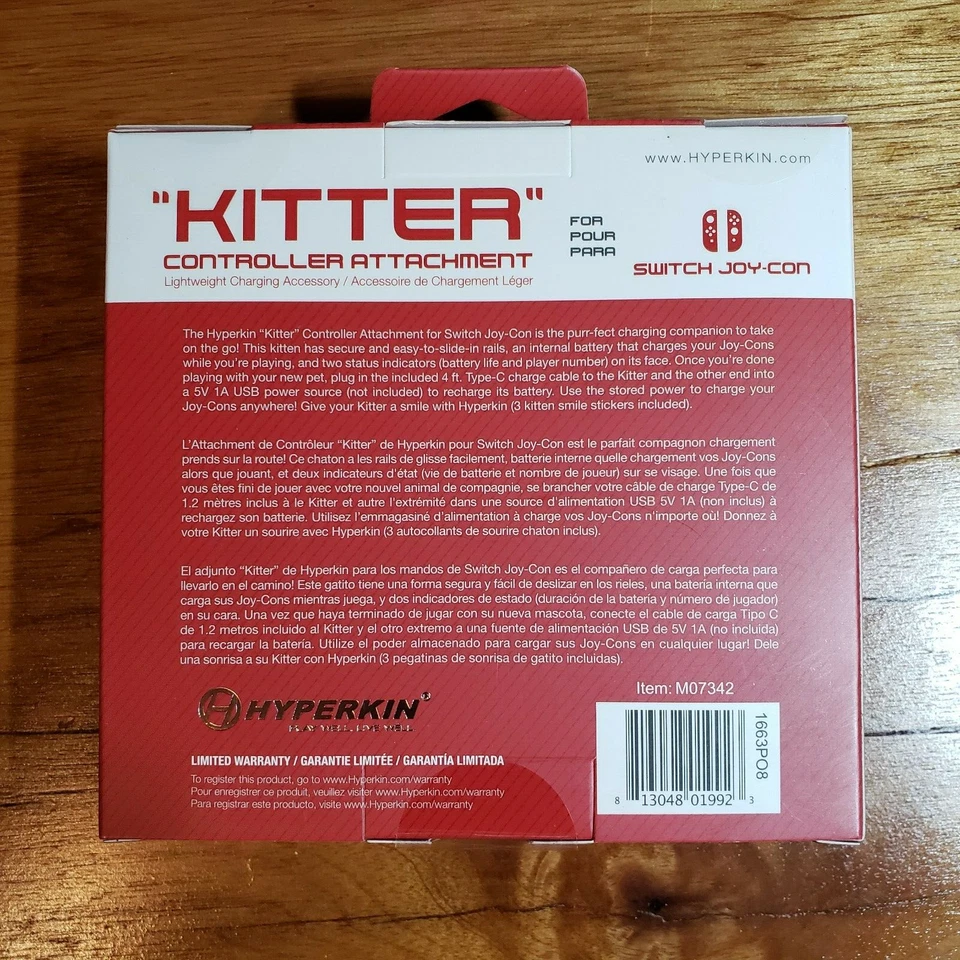 www.HYPERKIN.com
"KITTER"
CONTROLLER ATTACHMENT
Lightweight Charging Accessory / Accessoire de Chargement Léger
FOR
POUR
PARA
SWITCH JOY-CON
The Hyperkin “Kitter” Controller Attachment for Switch Joy-Con is the purr-fect charging companion to take
on the go! This kitten has secure and easy-to-slide-in rails, an internal battery that charges your Joy-Cons
while you're playing, and two status indicators (battery life and player number) on its face. Once you're done
playing with your new pet, plug in the included 4 ft. Type-C charge cable to the Kitter and the other end into
a 5V 1A USB power source (not included) to recharge its battery. Use the stored power to charge your
Joy-Cons anywhere! Give your Kitter a smile with Hyperkin (3 kitten smile stickers included).
L'Attachment de Contrôleur “Kitter” de Hyperkin pour Switch Joy-Con est le parfait compagnon chargement
prends sur la route! Ce chaton a les rails de glisse facilement, batterie interne quelle chargement vos Joy-Cons
alors que jouant, et deux indicateurs d'état (vie de batterie et nombre de joueur) sur se visage. Une fois que
vous êtes fini de jouer avec votre nouvel animal de compagnie, se brancher votre câble de charge Type-C de
1.2 mètres inclus à le Kitter et autre l'extrémité dans une source d'alimentation USB 5V 1A (non inclus) à
rechargez son batterie. Utilisez l'emmagasiné d'alimentation à charge vos Joy-Cons n'importe où! Donnez à
votre Kitter un sourire avec Hyperkin (3 autocollants de sourire chaton inclus).
El adjunto “Kitter” de Hyperkin para los mandos de Switch Joy-Con es el compañero de carga perfecta para
llevarlo en el camino! Este gatito tiene una forma segura y fácil de deslizar en los rieles, una batería interna que
carga sus Joy-Cons mientras juega, y dos indicadores de estado (duración de la batería y número de jugador)
en su cara. Una vez que haya terminado de jugar con su nueva mascota, conecte el cable de carga Tipo C
de 1.2 metros incluido al Kitter y el otro extremo a una fuente de alimentación USB de 5V 1A (no incluida)
para recargar la batería. Utilize el poder almacenado para cargar sus Joy-Cons en cualquier lugar! Dele
una sonrisa a su Kitter con Hyperkin (3 pegatinas de sonrisa de gatito incluidas).
HYPERKIN®
PLAY WELL. LIVE WELL.
LIMITED WARRANTY / GARANTIE LIMITÉE / GARANTÍA LIMITADA
To register this product, go to www.Hyperkin.com/warranty
Pour enregistrer ce produit, veuillez visiter www.Hyperkin.com/warranty
Para registrar este producto, visite www.Hyperkin.com/warranty
Item: M07342
1663PO8
8 13048 01992 3